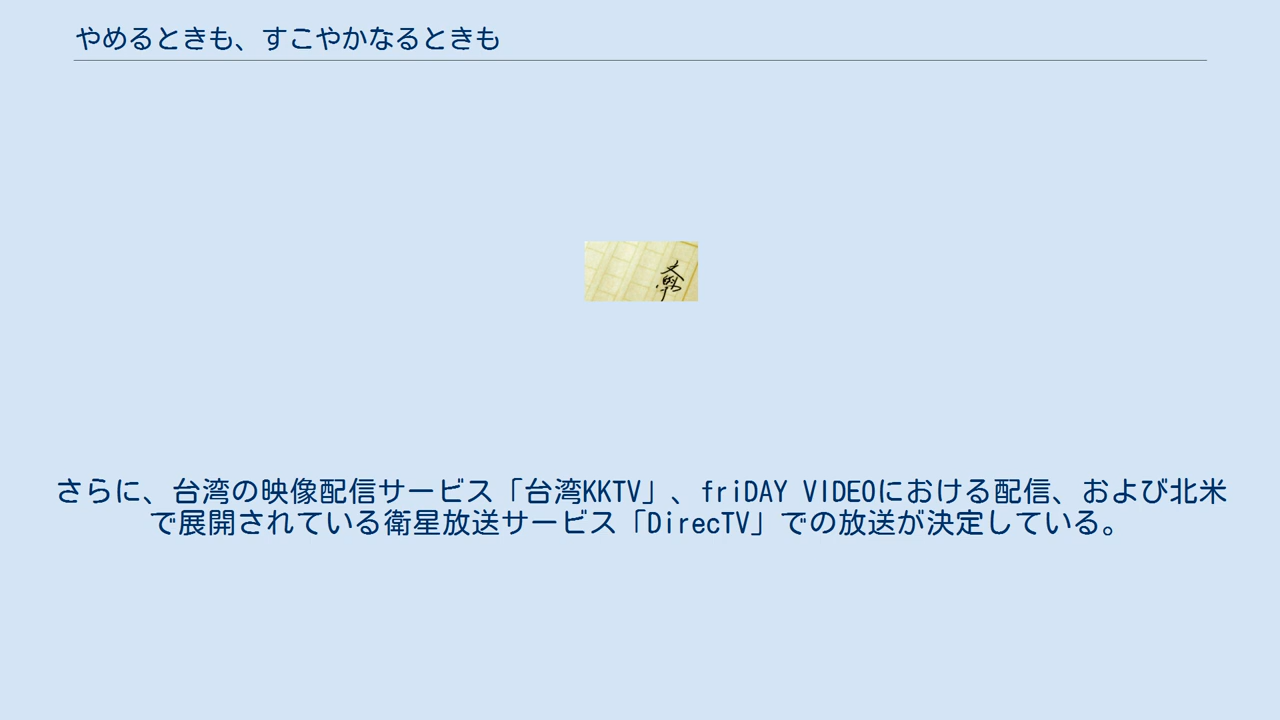 やめるときも、すこやかなるときも
さらに、台湾の映像配信サービス「台湾KKTV」、friDAY VIDEOにおける配信、および北米
で展開されている衛星放送サービス「DirecTV」での放送が決定している。